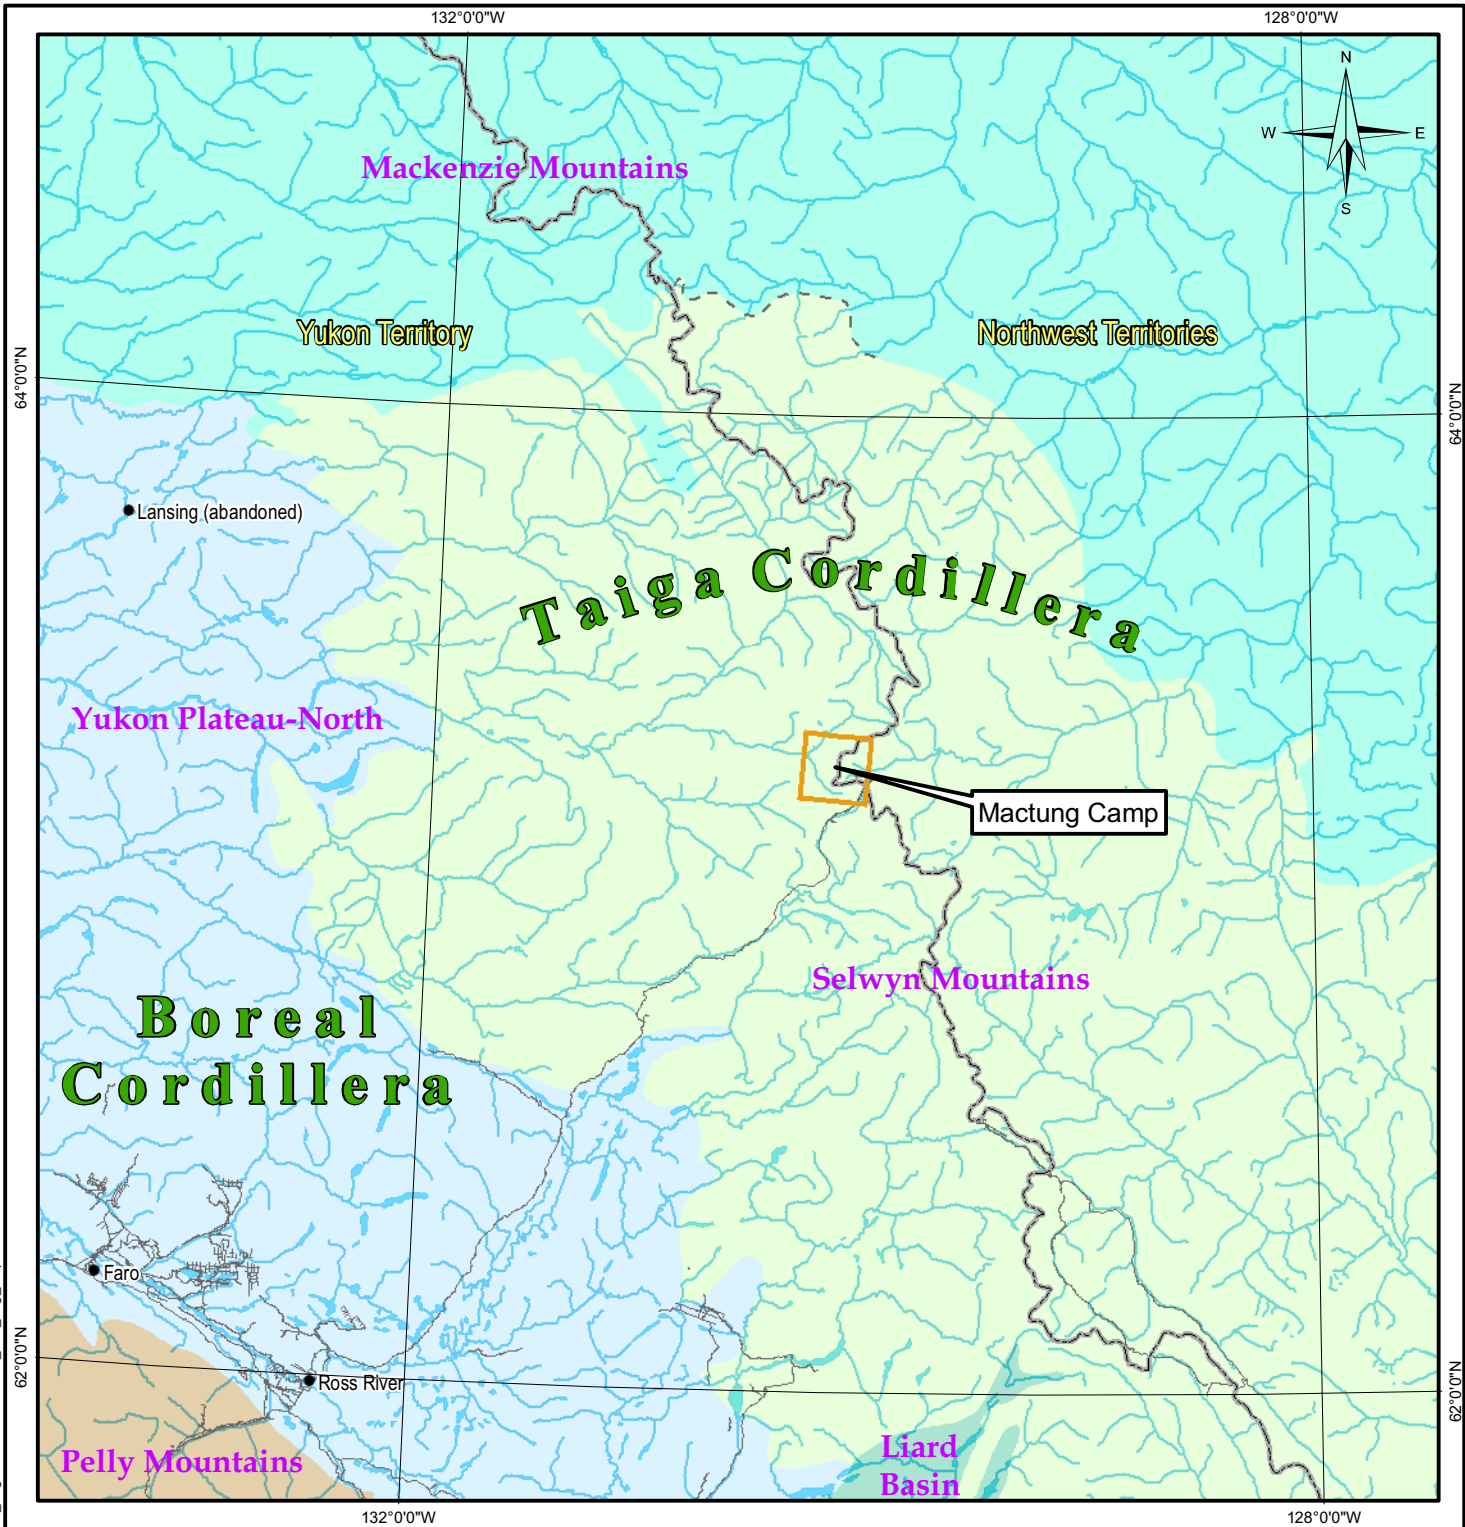 132°0'0"W
128°0'0"W
N
W
E
S
Mackenzie Mountains
Yukon Territory
Northwest Territories
64°0'0"N
64°0'0"N
Lansing (abandoned)
Taiga Cordillera
Yukon Plateau-North
Mactung Camp
Selwyn Mountains
Boreal
Cordillera
Faro
62°0'0"N
62°0'0"N
Ross River
Pelly Mountains
Liard
Basin
132°0'0"W
128°0'0"W